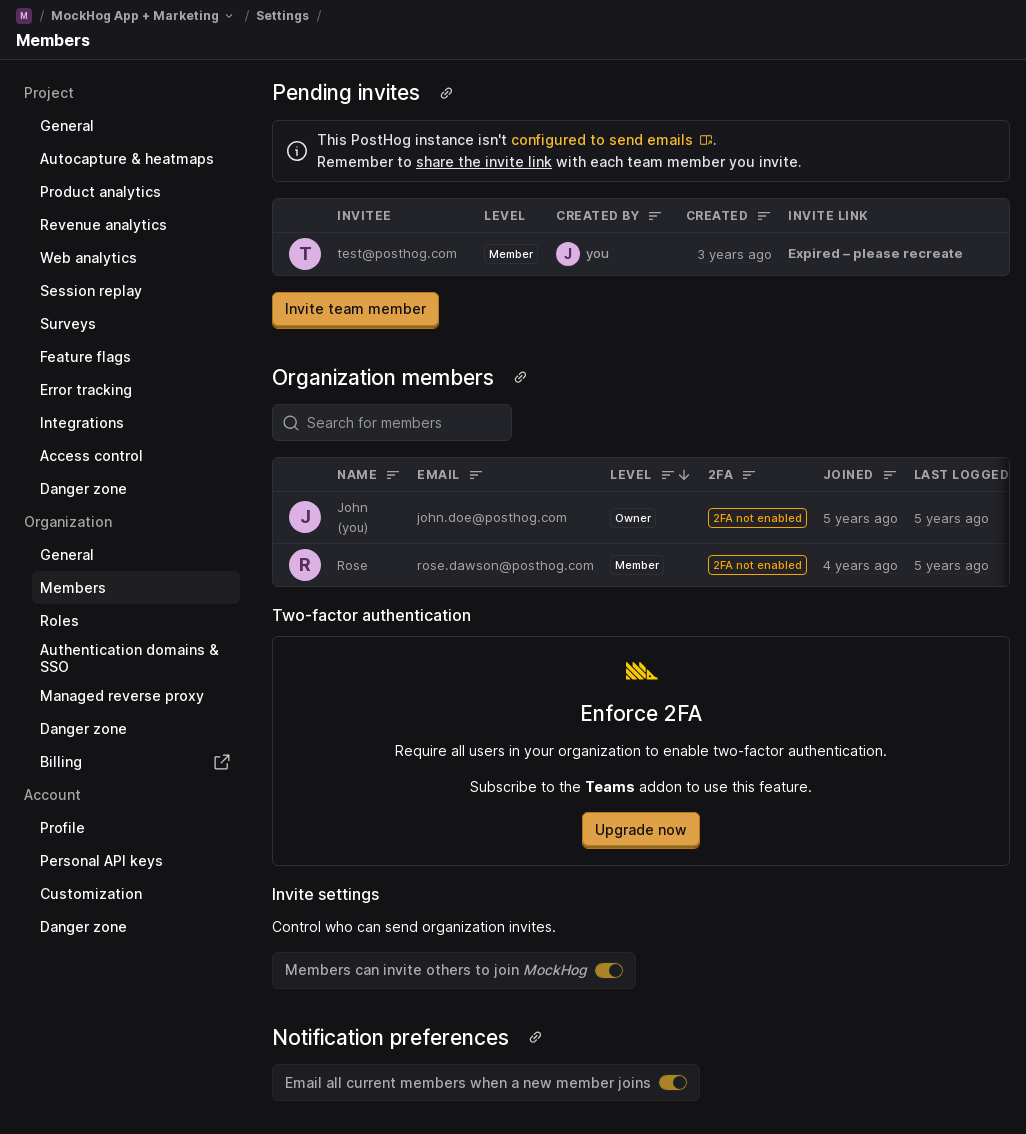 M / MockHog App + Marketing / Settings /
Members
Project
General
Autocapture & heatmaps
Product analytics
Revenue analytics
Web analytics
Session replay
Surveys
Feature flags
Error tracking
Integrations
Access control
Danger zone
Organization
General
Members
Roles
Authentication domains &
SSO
Managed reverse proxy
Danger zone
Billing
Account
Profile
Personal API keys
Customization
Danger zone
Pending invites
This PostHog instance isn't configured to send emails.
Remember to share the invite link with each team member you invite.
INVITEE LEVEL CREATED BY CREATED INVITE LINK
T test@posthog.com Member J you 3 years ago Expired – please recreate
Invite team member
Organization members
Search for members
NAME EMAIL LEVEL 2FA JOINED LAST LOGGED
J John (you) john.doe@posthog.com Owner 2FA not enabled 5 years ago 5 years ago
R Rose rose.dawson@posthog.com Member 2FA not enabled 4 years ago 5 years ago
Two-factor authentication
Enforce 2FA
Require all users in your organization to enable two-factor authentication.
Subscribe to the Teams addon to use this feature.
Upgrade now
Invite settings
Control who can send organization invites.
Members can invite others to join MockHog
Notification preferences
Email all current members when a new member joins